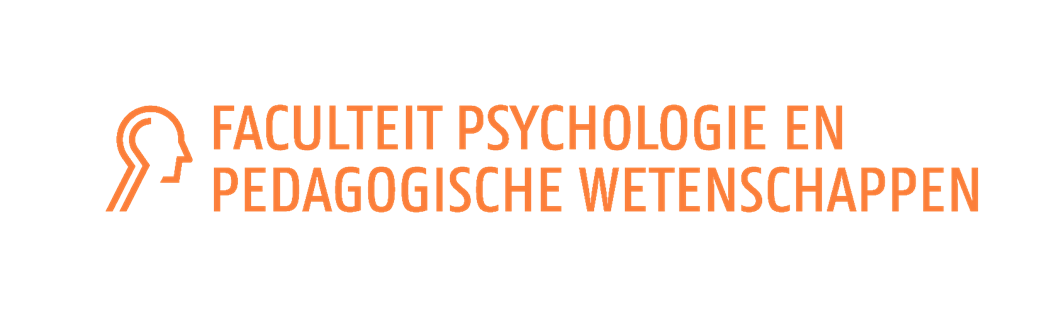 FACULTEIT PSYCHOLOGIE EN
PEDAGOGISCHE WETENSCHAPPEN